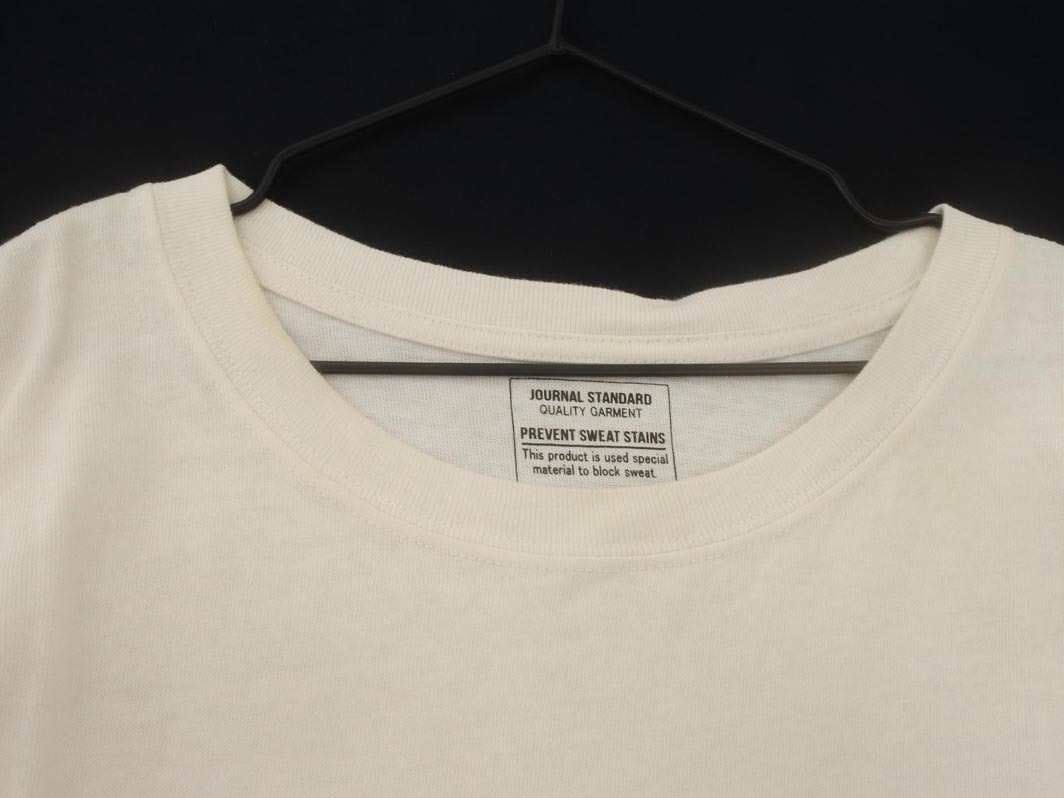 JOURNAL STANDARD
QUALITY GARMENT
PREVENT SWEAT STAINS
This product is used special
material to block sweat.